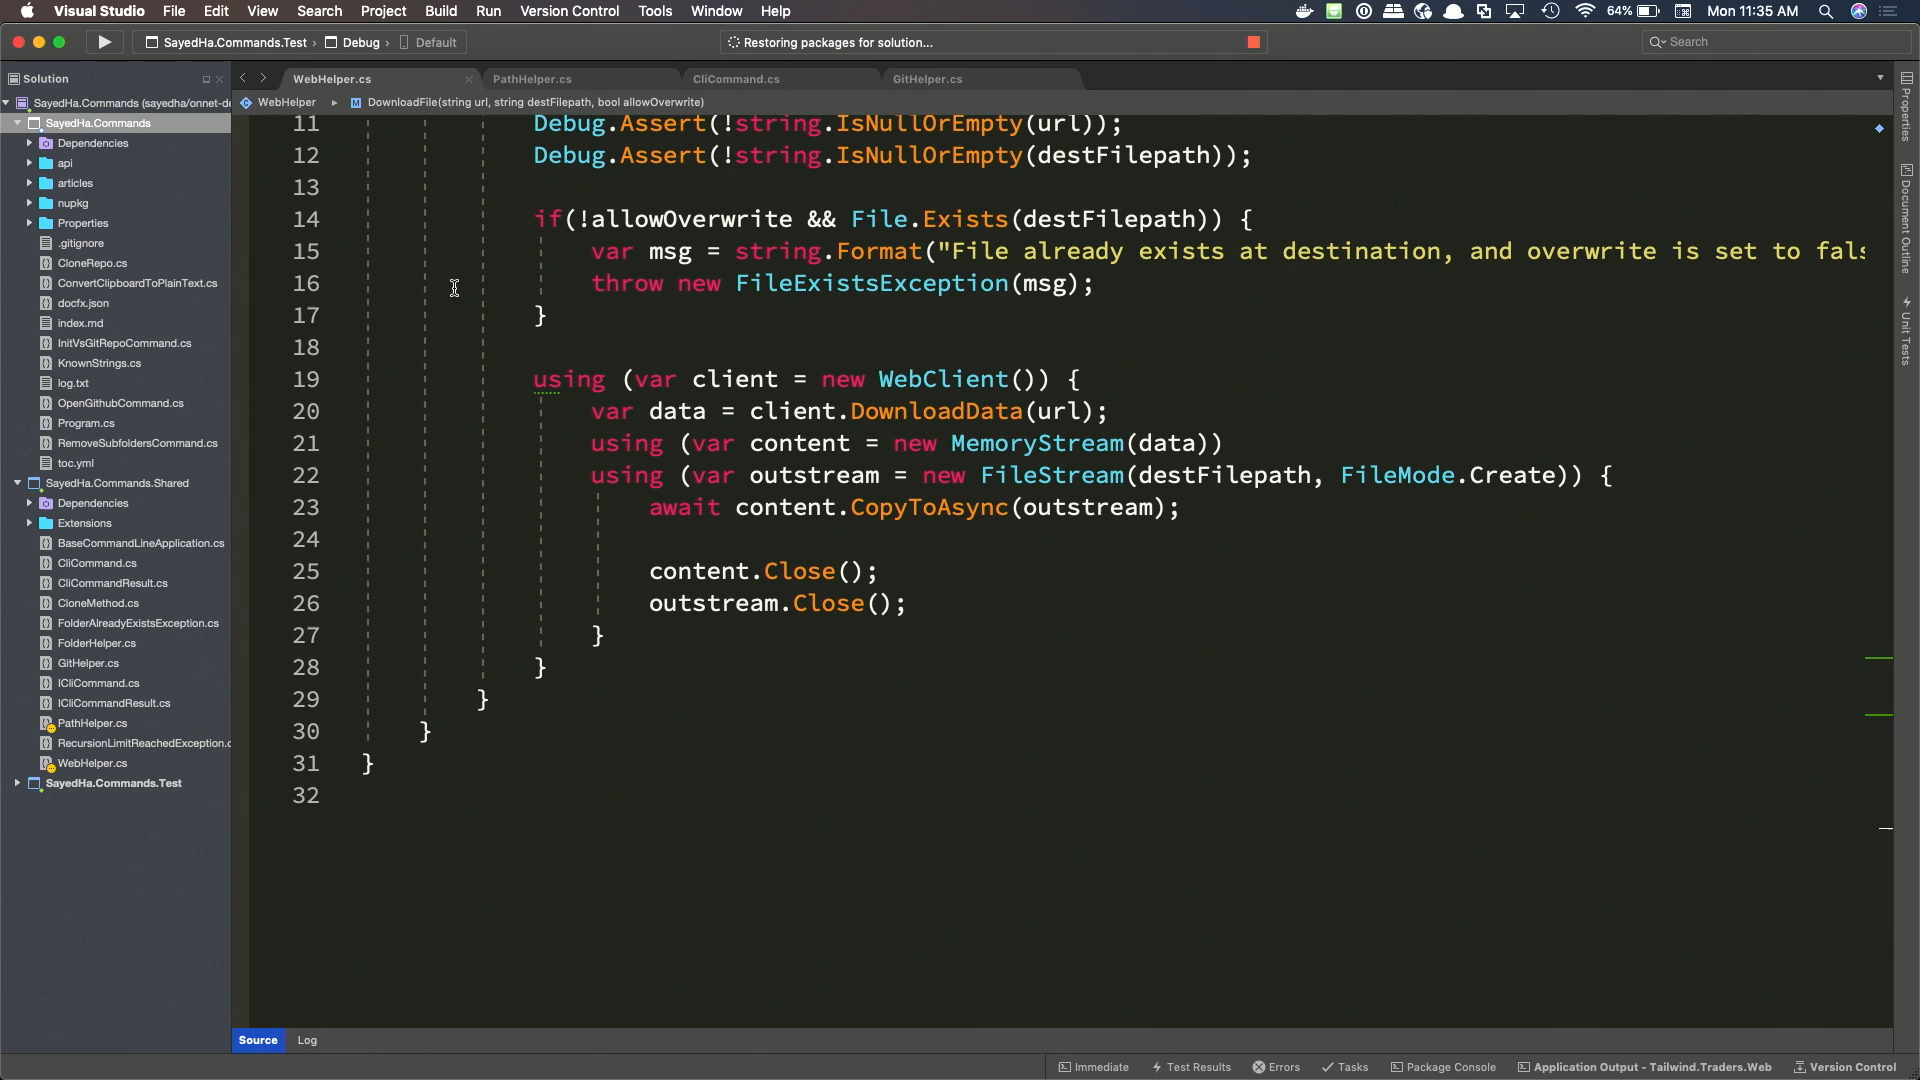 Visual Studio File Edit View Search Project Build Run Version Control Tools Window Help 64% Mon 11:35 AM
SayedHa.Commands.Test › Debug › Default Restoring packages for solution... Search
Solution
SayedHa.Commands (sayedha/onnet-de
SayedHa.Commands
Dependencies
api
articles
nupkg
Properties
.gitignore
CloneRepo.cs
ConvertClipboardToPlainText.cs
docfx.json
index.md
InitVsGitRepoCommand.cs
KnownStrings.cs
log.txt
OpenGithubCommand.cs
Program.cs
RemoveSubfoldersCommand.cs
toc.yml
SayedHa.Commands.Shared
Dependencies
Extensions
BaseCommandLineApplication.cs
CliCommand.cs
CliCommandResult.cs
CloneMethod.cs
FolderAlreadyExistsException.cs
FolderHelper.cs
GitHelper.cs
ICliCommand.cs
ICliCommandResult.cs
PathHelper.cs
RecursionLimitReachedException.c
WebHelper.cs
SayedHa.Commands.Test
WebHelper.cs PathHelper.cs CliCommand.cs GitHelper.cs
WebHelper DownloadFile(string url, string destFilepath, bool allowOverwrite)
11 Debug.Assert(!string.IsNullOrEmpty(url));
12 Debug.Assert(!string.IsNullOrEmpty(destFilepath));
13
14 if(!allowOverwrite && File.Exists(destFilepath)) {
15 var msg = string.Format("File already exists at destination, and overwrite is set to fals
16 throw new FileExistsException(msg);
17 }
18
19 using (var client = new WebClient()) {
20 var data = client.DownloadData(url);
21 using (var content = new MemoryStream(data))
22 using (var outstream = new FileStream(destFilepath, FileMode.Create)) {
23 await content.CopyToAsync(outstream);
24
25 content.Close();
26 outstream.Close();
27 }
28 }
29 }
30 }
31 }
32
Properties
Document Outline
Unit Tests
Source Log
Immediate Test Results Errors Tasks Package Console Application Output - Tailwind.Traders.Web Version Control